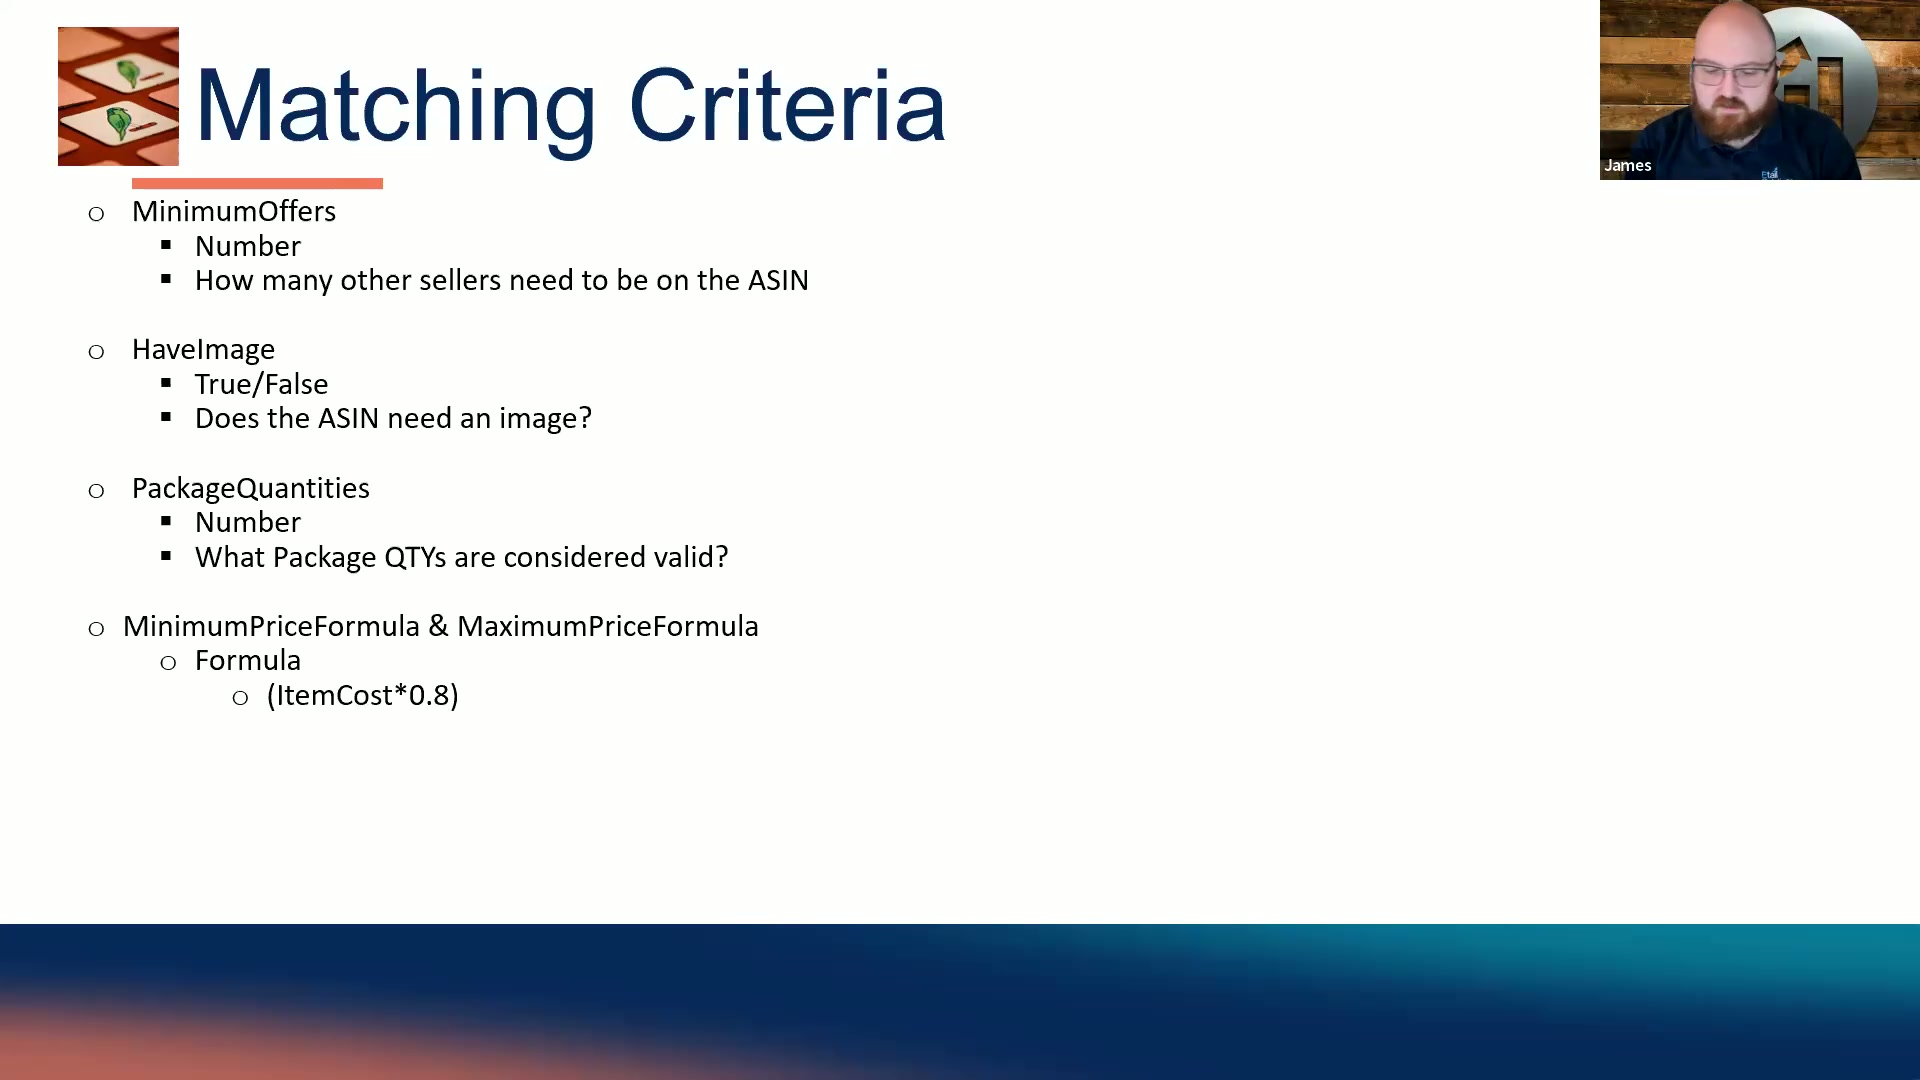 Matching Criteria
James
MinimumOffers
Number
How many other sellers need to be on the ASIN
HaveImage
True/False
Does the ASIN need an image?
PackageQuantities
Number
What Package QTYs are considered valid?
MinimumPriceFormula & MaximumPriceFormula
Formula
(ItemCost*0.8)